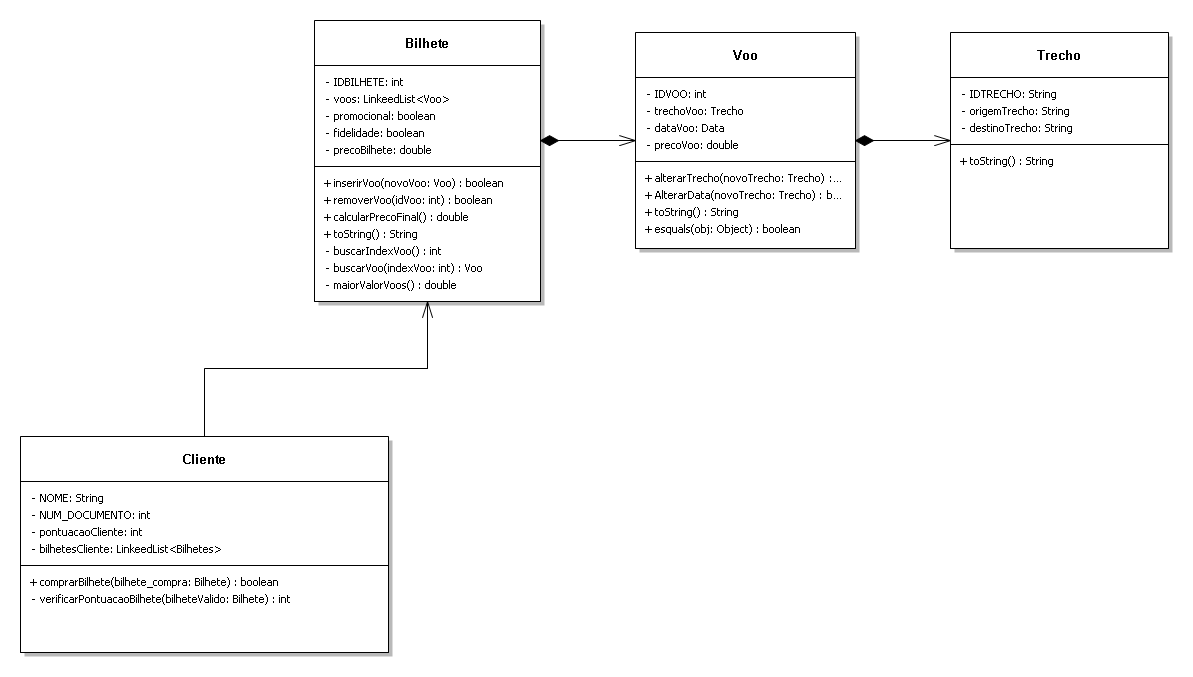 Bilhete
- IDBILHETE: int
- voos: LinkeedList<Voo>
- promocional: boolean
- fidelidade: boolean
- precoBilhete: double
+ inserirVoo(novoVoo: Voo) : boolean
+ removerVoo(idVoo: int) : boolean
+ calcularPrecoFinal() : double
+ toString() : String
- buscarIndexVoo() : int
- buscarVoo(indexVoo: int) : Voo
- maiorValorVoos() : double
Voo
- IDVOO: int
- trechoVoo: Trecho
- dataVoo: Data
- precoVoo: double
+ alterarTrecho(novoTrecho: Trecho) :...
+ AlterarData(novoTrecho: Trecho) : b...
+ toString() : String
+ esquals(obj: Object) : boolean
Trecho
- IDTRECHO: String
- origemTrecho: String
- destinoTrecho: String
+ toString() : String
Cliente
- NOME: String
- NUM_DOCUMENTO: int
- pontuacaoCliente: int
- bilhetesCliente: LinkeedList<Bilhetes>
+ comprarBilhete(bilhete_compra: Bilhete) : boolean
- verificarPontuacaoBilhete(bilheteValido: Bilhete) : int